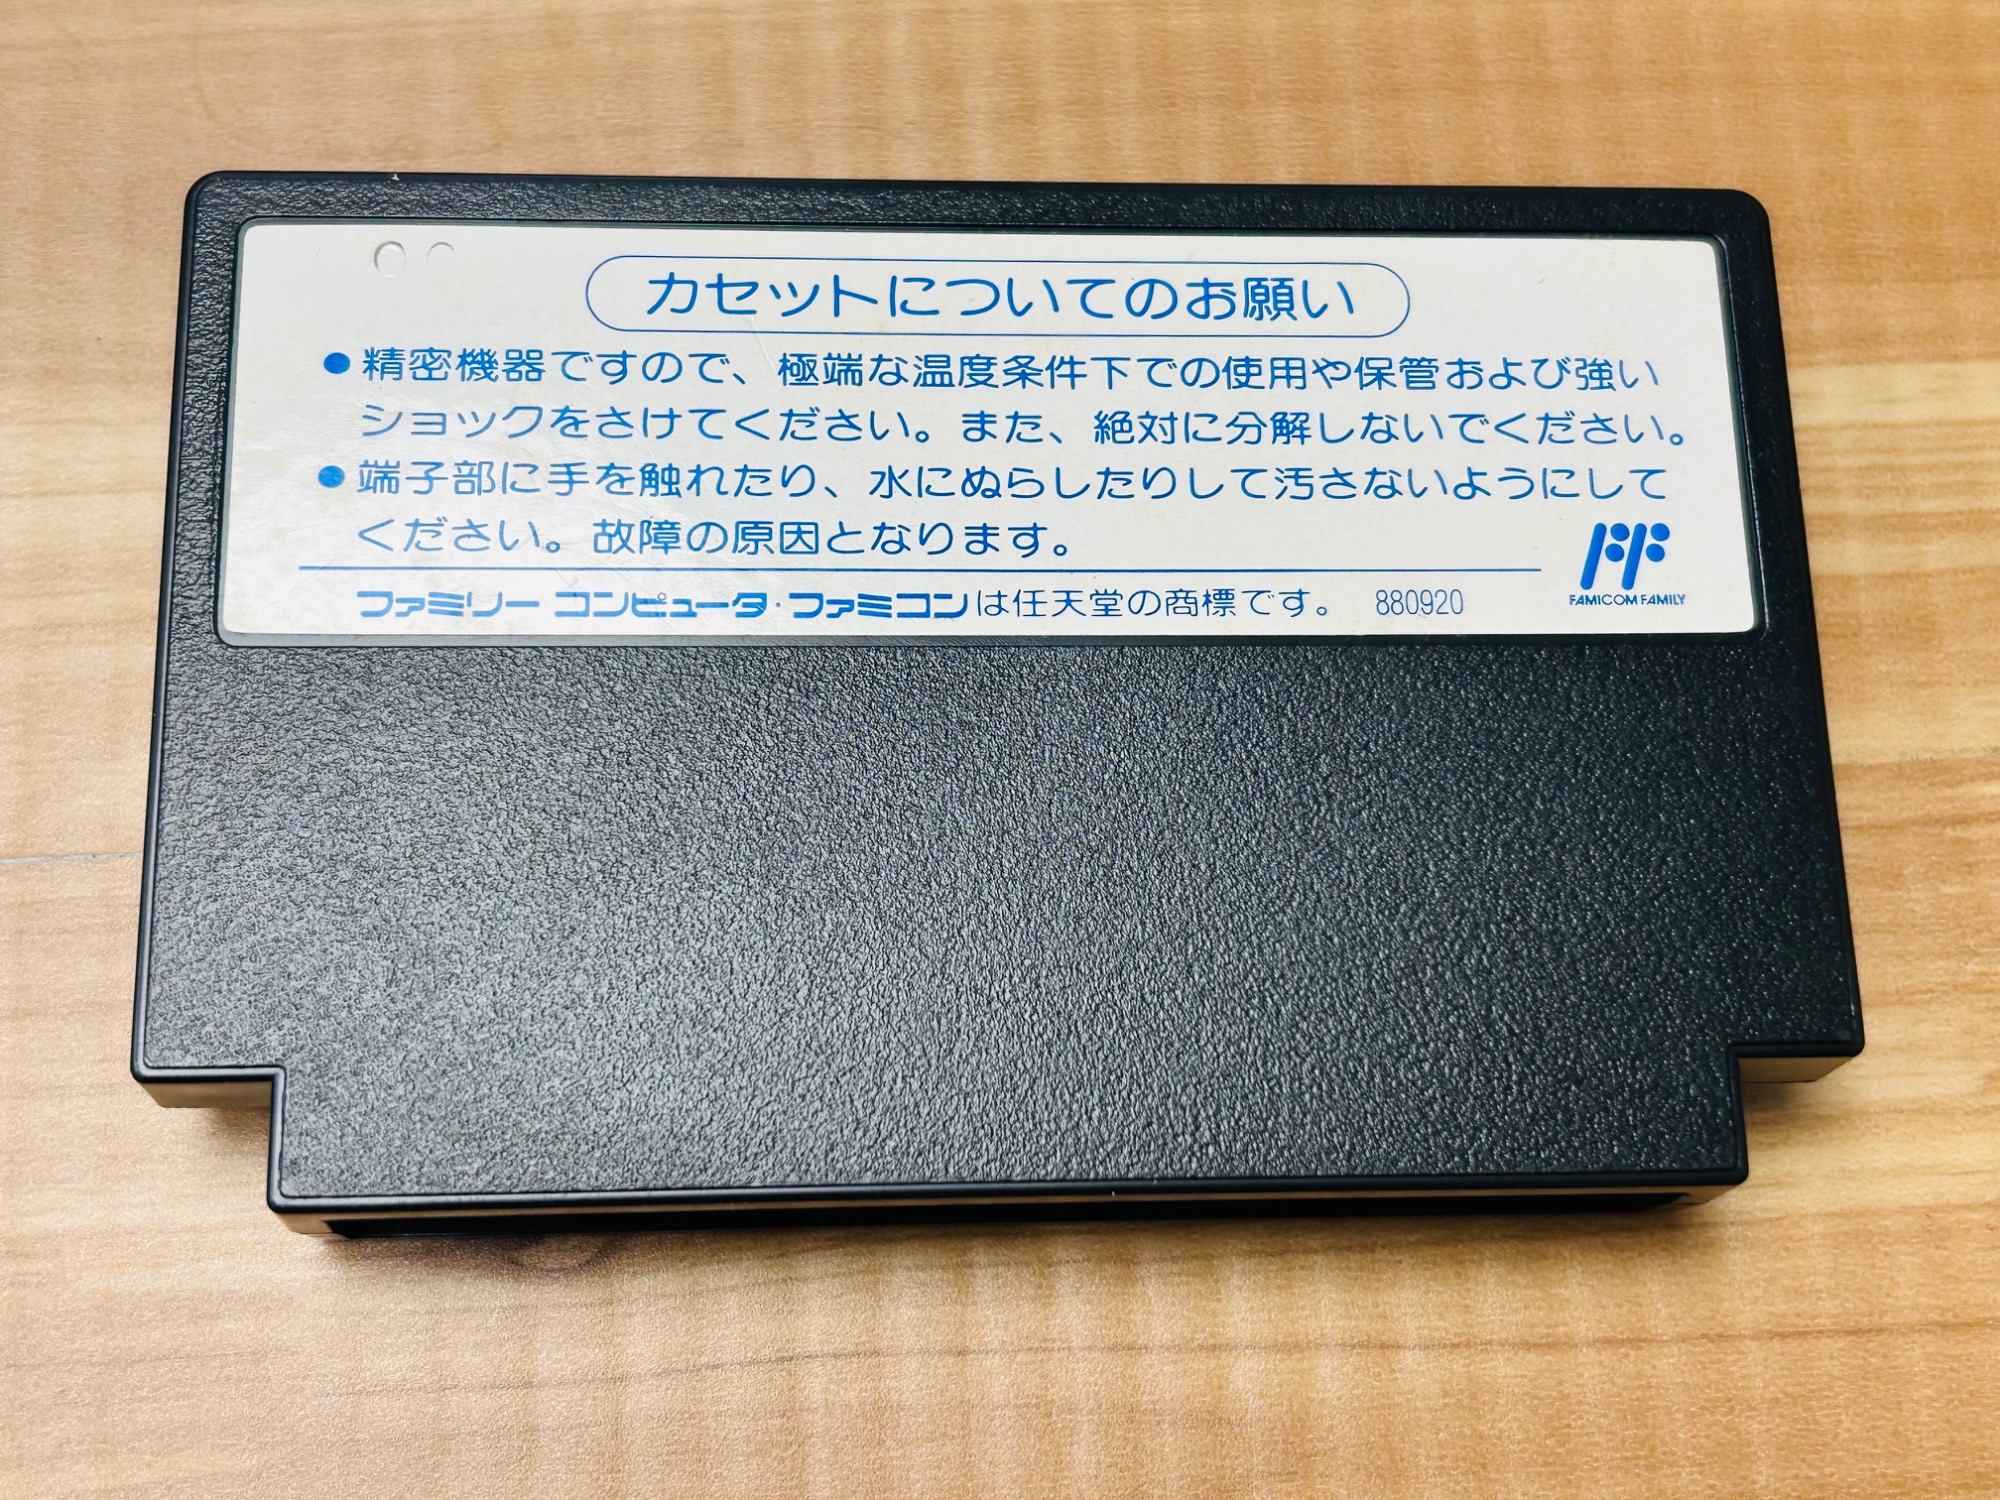 カセットについてのお願い
●精密機器ですので、極端な温度条件下での使用や保管および強い
ショックをさけてください。また、絶対に分解しないでください。
●端子部に手を触れたり、水にぬらしたりして汚さないようにして
ください。故障の原因となります。
ファミリー コンピュータ・ファミコンは任天堂の商標です。 880920
FAMICOM FAMILY